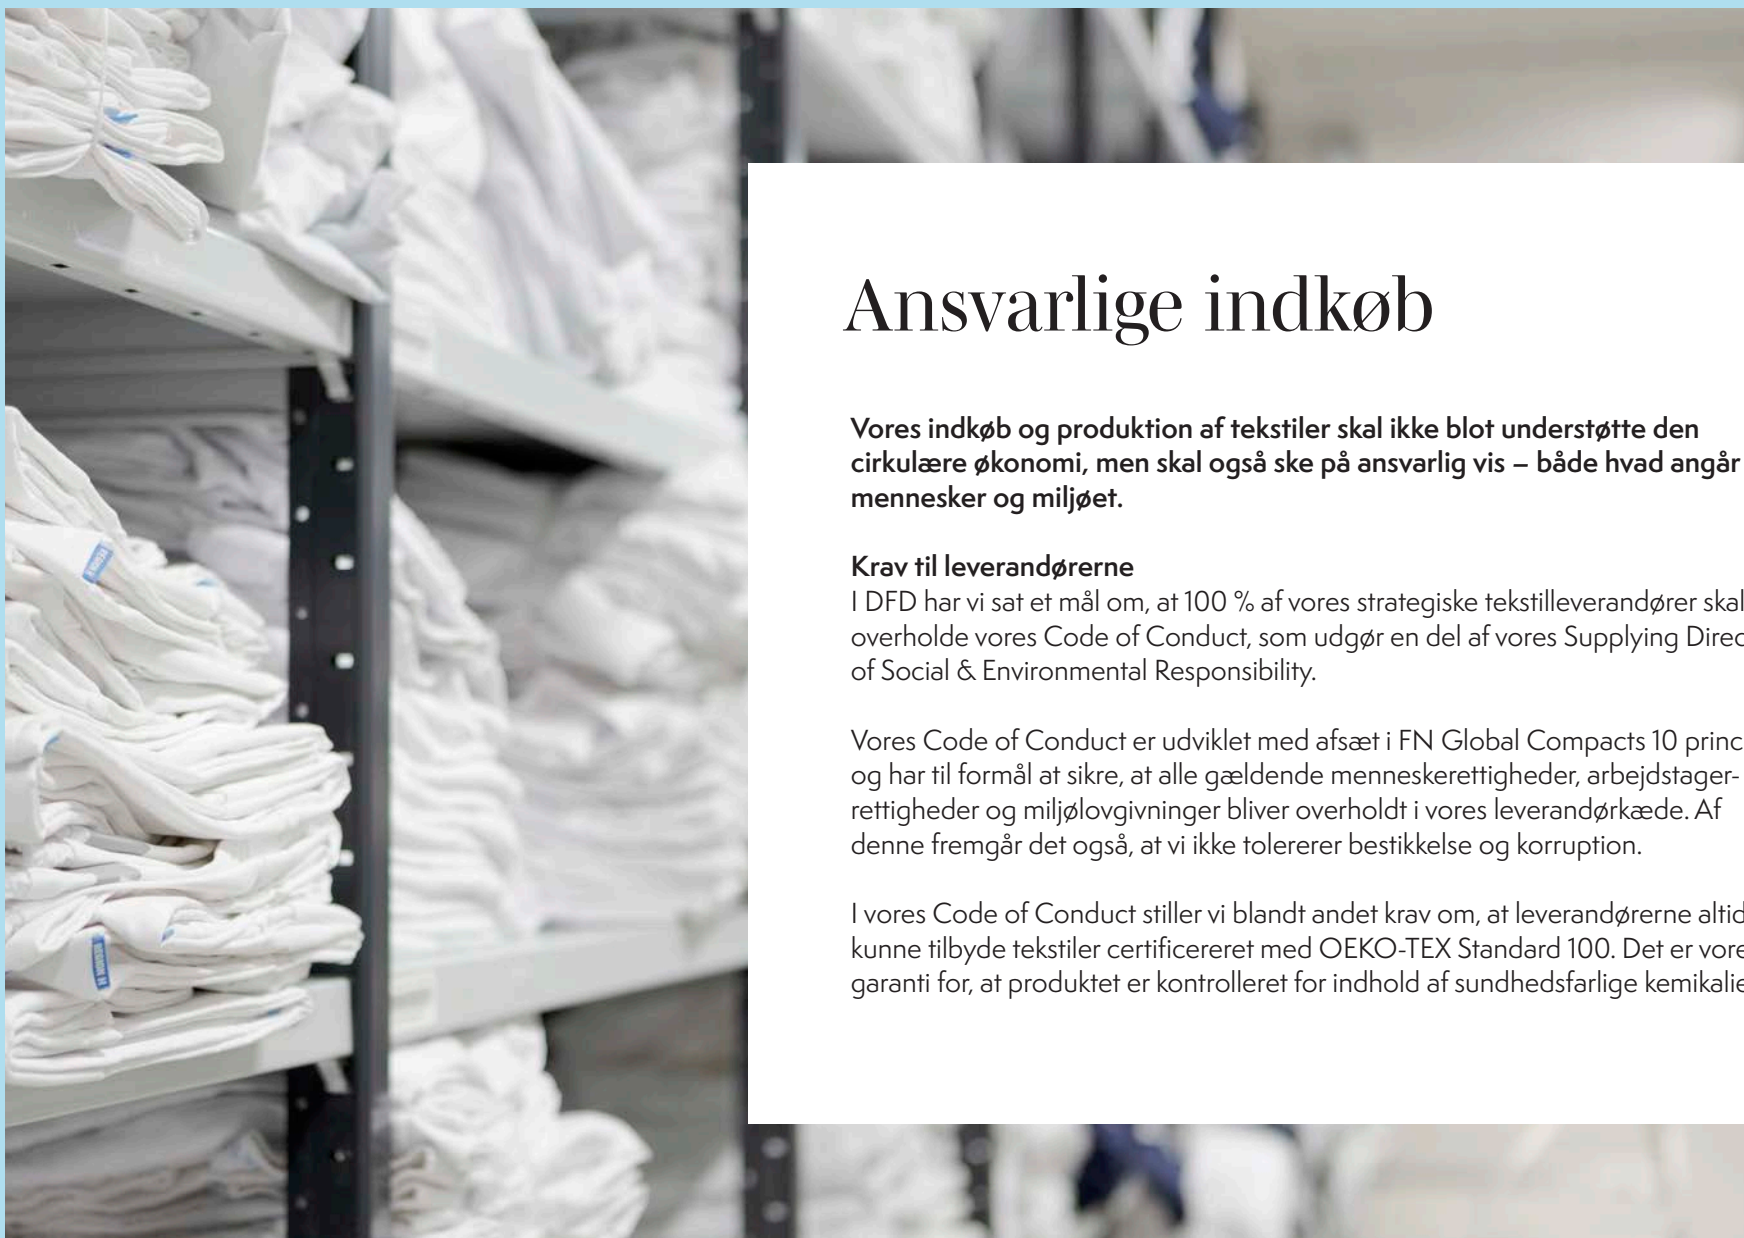 Ansvarlige indkøb
Vores indkøb og produktion af tekstiler skal ikke blot understøtte den
cirkulære økonomi, men skal også ske på ansvarlig vis – både hvad angår
mennesker og miljøet.
Krav til leverandørerne
I DFD har vi sat et mål om, at 100 % af vores strategiske tekstilleverandører skal
overholde vores Code of Conduct, som udgør en del af vores Supplying Direc
of Social & Environmental Responsibility.
Vores Code of Conduct er udviklet med afsæt i FN Global Compacts 10 princ
og har til formål at sikre, at alle gældende menneskerettigheder, arbejdstager-
rettigheder og miljølovgivninger bliver overholdt i vores leverandørkæde. Af
denne fremgår det også, at vi ikke tolererer bestikkelse og korruption.
I vores Code of Conduct stiller vi blandt andet krav om, at leverandørerne altid
kunne tilbyde tekstiler certificereret med OEKO-TEX Standard 100. Det er vore
garanti for, at produktet er kontrolleret for indhold af sundhedsfarlige kemikalie
REGION H
REGION H